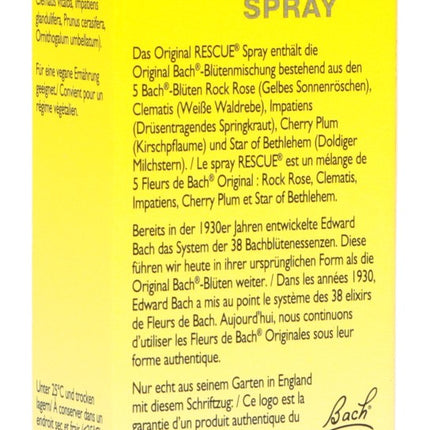 Clematis vitalba, Impatiens
glandulifera, Prunus cerasifera,
Ornithogalum umbellatum).
Für eine vegane Ernährung
geeignet./ Convient pour un
régime végétalien.
Unter 25°C und trocken
lagern./ A conserver dans un
endroit sec et frais
SPRAY
Das Original RESCUE® Spray enthält die
Original Bach®-Blütenmischung bestehend aus den
5 Bach®-Blüten Rock Rose (Gelbes Sonnenröschen),
Clematis (Weiße Waldrebe), Impatiens
(Drüsentragendes Springkraut), Cherry Plum
(Kirschpflaume) und Star of Bethlehem (Doldiger
Milchstern). / Le spray RESCUE® est un mélange de
5 Fleurs de Bach® Original : Rock Rose, Clematis,
Impatiens, Cherry Plum et Star of Bethlehem.
Bereits in der 1930er Jahren entwickelte Edward
Bach das System der 38 Bachblütenessenzen. Diese
führen wir heute in ihrer ursprünglichen Form als die
Original Bach®-Blüten weiter. / Dans les années 1930,
Edward Bach a mis au point le système des 38 elixirs
de Fleurs de Bach. Aujourd'hui, nous continuons
d'utiliser les Fleurs de Bach® Originales sous leur
forme authentique.
Nur echt aus seinem Garten in England
mit diesem Schriftzug: / Ce logo est la
garantie d'un produit authentique du
Bach®